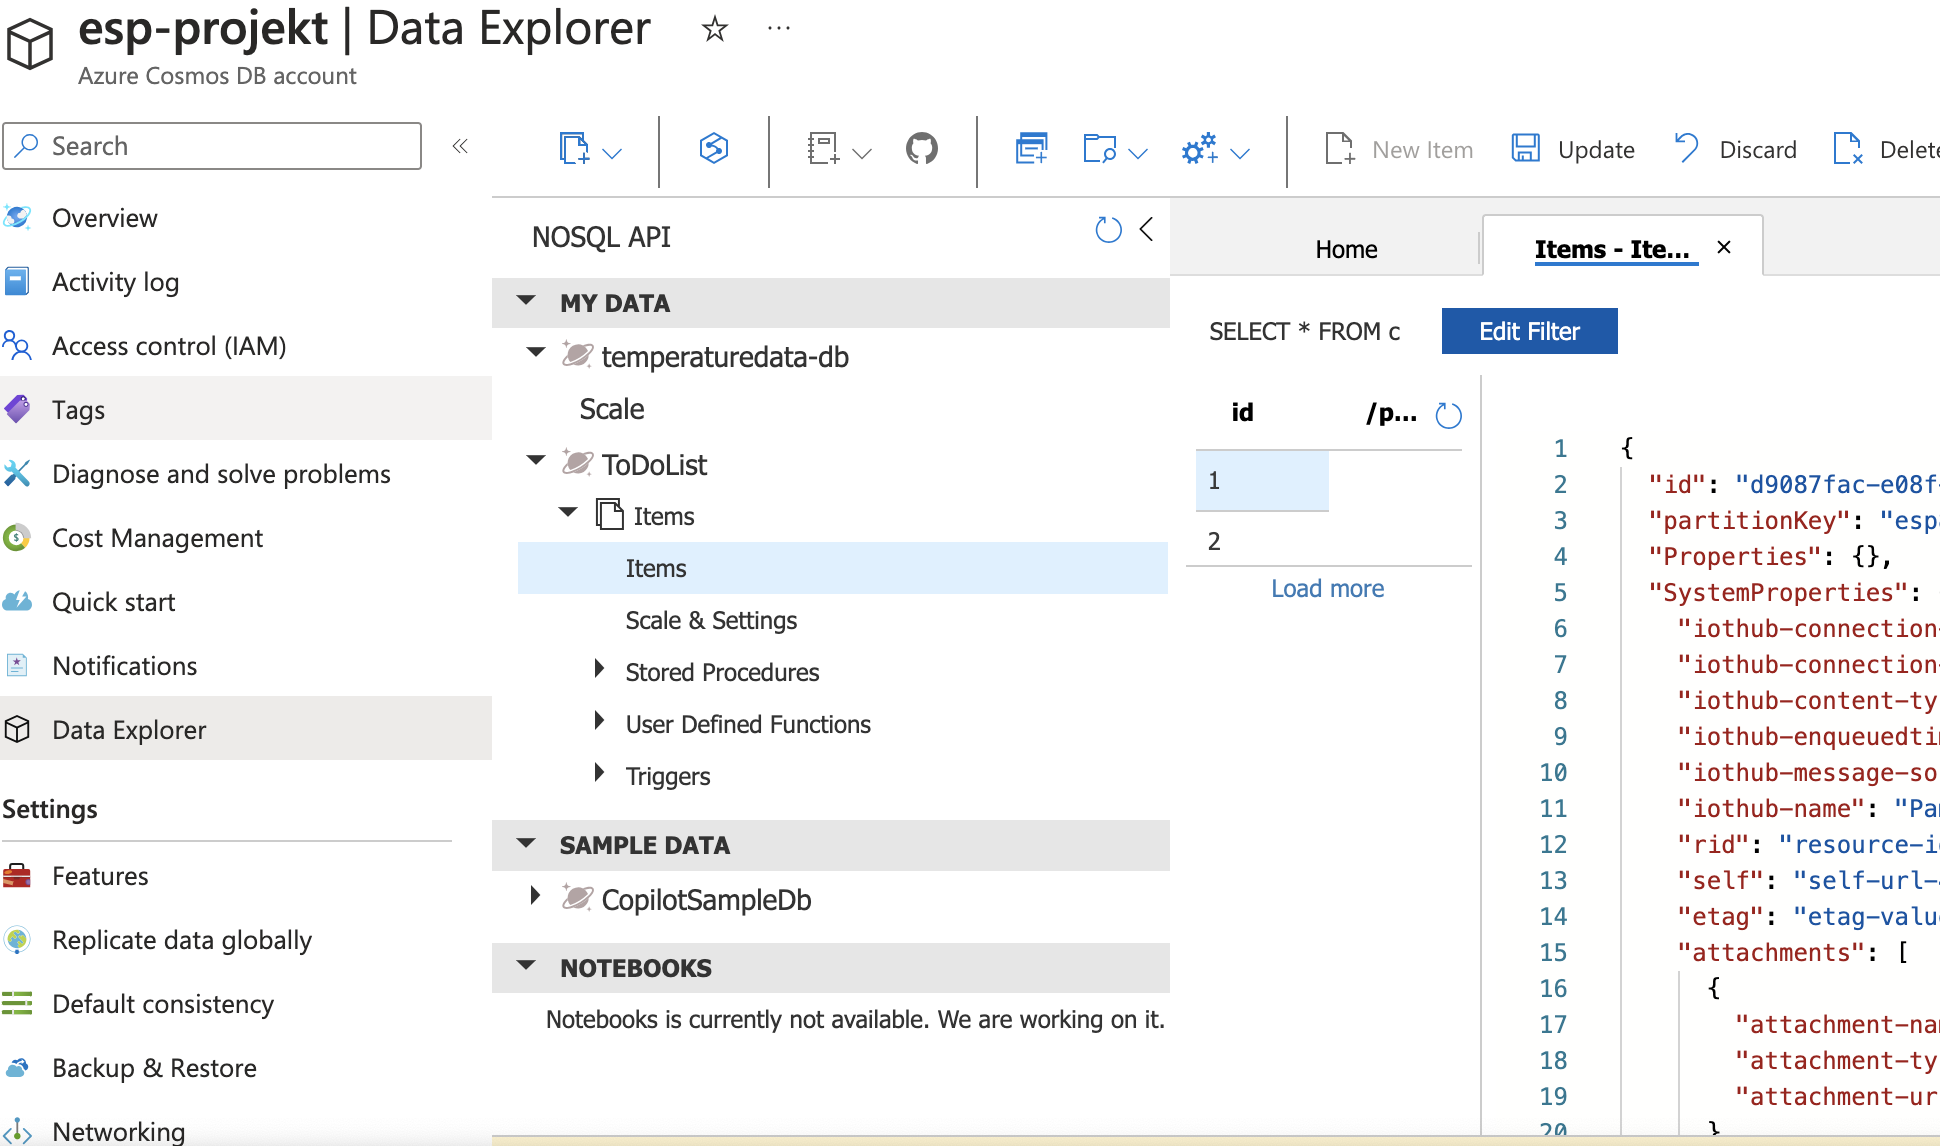 esp-projekt | Data Explorer
Azure Cosmos DB account
Search
Overview
Activity log
Access control (IAM)
Tags
Diagnose and solve problems
Cost Management
Quick start
Notifications
Data Explorer
Settings
Features
Replicate data globally
Default consistency
Backup & Restore
Networking
New Item
Update
Discard
Delete
NOSQL API
MY DATA
temperaturedata-db
Scale
ToDoList
Items
Items
Scale & Settings
Stored Procedures
User Defined Functions
Triggers
SAMPLE DATA
CopilotSampleDb
NOTEBOOKS
Notebooks is currently not available. We are working on it.
Home
Items - Ite...
SELECT * FROM c
Edit Filter
id /p...
1
2
Load more
1 {
2 "id": "d9087fac-e08f-
3 "partitionKey": "esp
4 "Properties": {},
5 "SystemProperties":
6 "iothub-connection-
7 "iothub-connection-
8 "iothub-content-ty
9 "iothub-enqueuedti
10 "iothub-message-so
11 "iothub-name": "Pa
12 "rid": "resource-i
13 "self": "self-url-
14 "etag": "etag-valu
15 "attachments": [
16 {
17 "attachment-na
18 "attachment-ty
19 "attachment-ur
20 }